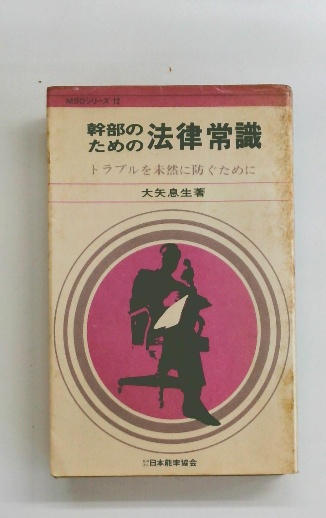 MBOシリーズ 12
幹部の
ための法律常識
トラブルを未然に防ぐために
大矢息生著
日本能率協会